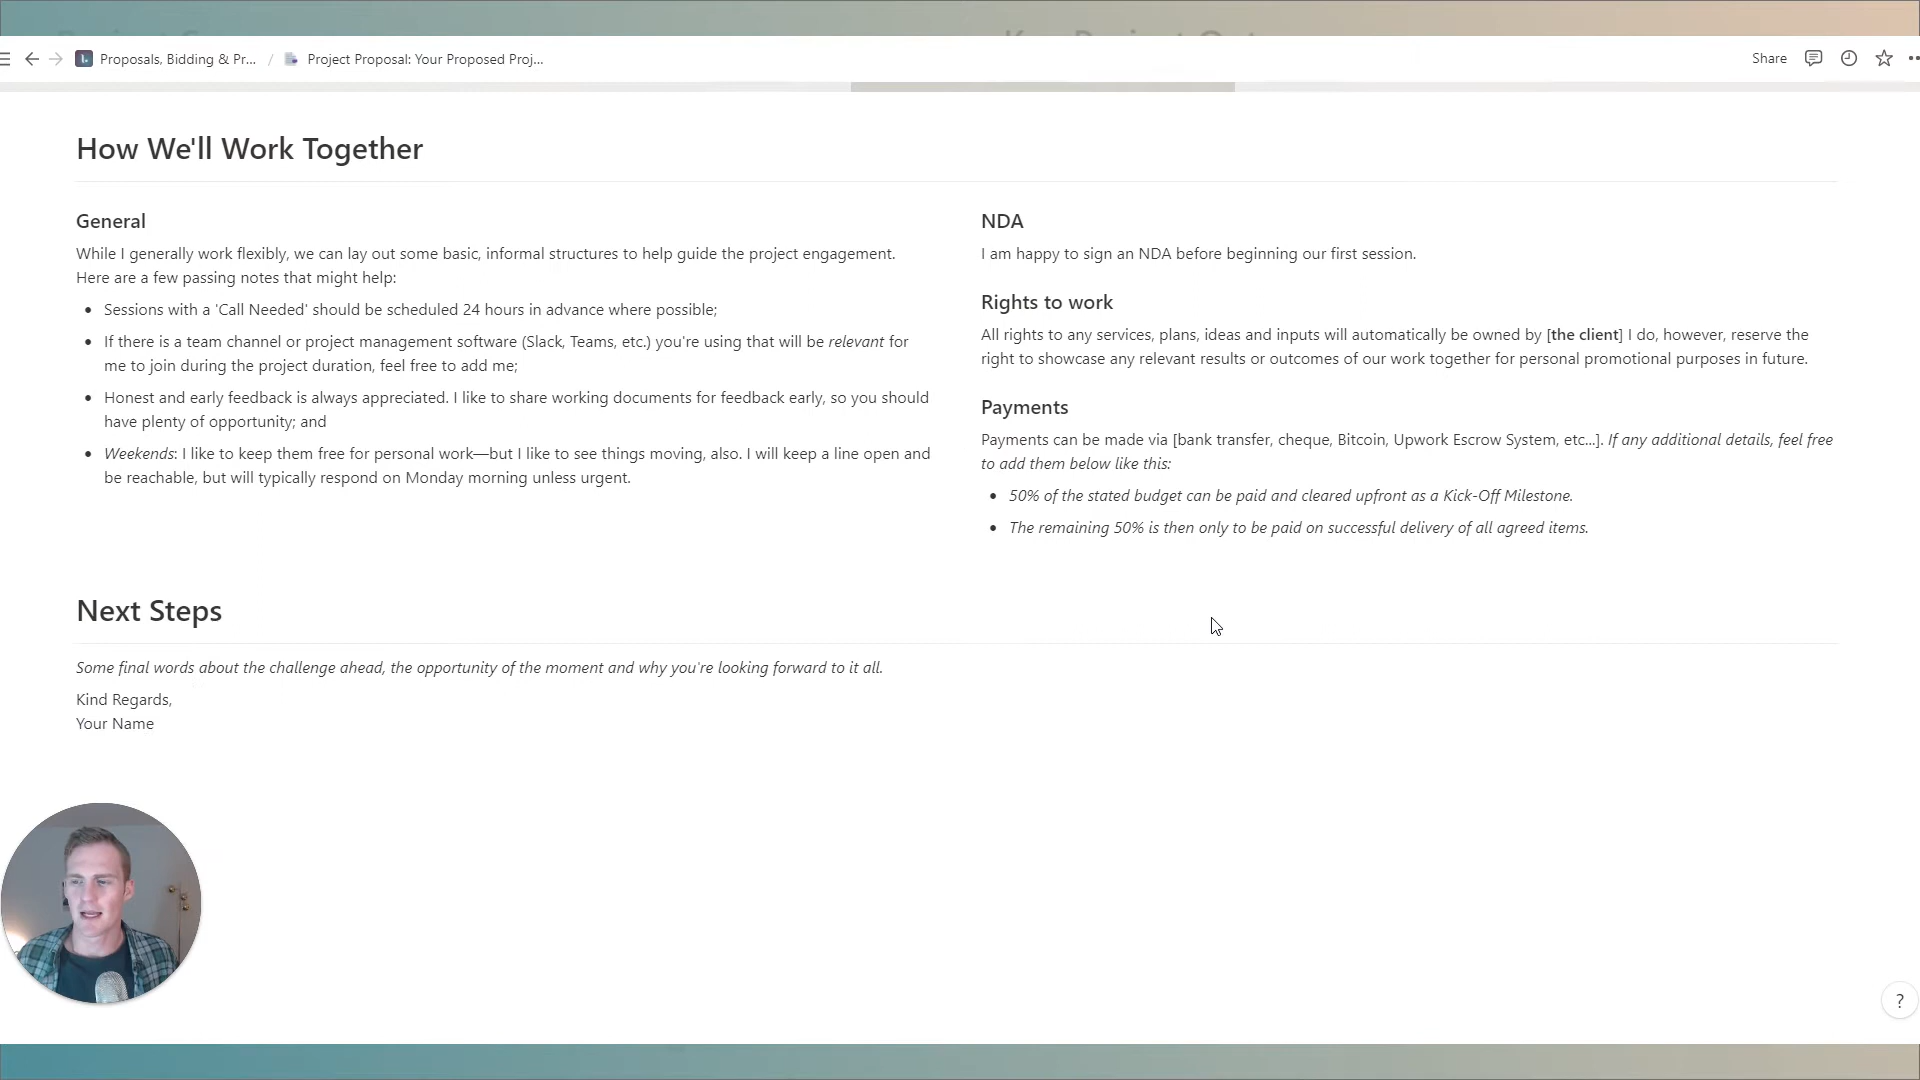 Proposals, Bidding & Pr... / Project Proposal: Your Proposed Proj...
Share
How We'll Work Together
General
While I generally work flexibly, we can lay out some basic, informal structures to help guide the project engagement.
Here are a few passing notes that might help:
• Sessions with a 'Call Needed' should be scheduled 24 hours in advance where possible;
• If there is a team channel or project management software (Slack, Teams, etc.) you're using that will be relevant for
me to join during the project duration, feel free to add me;
• Honest and early feedback is always appreciated. I like to share working documents for feedback early, so you should
have plenty of opportunity; and
• Weekends: I like to keep them free for personal work—but I like to see things moving, also. I will keep a line open and
be reachable, but will typically respond on Monday morning unless urgent.
NDA
I am happy to sign an NDA before beginning our first session.
Rights to work
All rights to any services, plans, ideas and inputs will automatically be owned by [the client] I do, however, reserve the
right to showcase any relevant results or outcomes of our work together for personal promotional purposes in future.
Payments
Payments can be made via [bank transfer, cheque, Bitcoin, Upwork Escrow System, etc...]. If any additional details, feel free
to add them below like this:
• 50% of the stated budget can be paid and cleared upfront as a Kick-Off Milestone.
• The remaining 50% is then only to be paid on successful delivery of all agreed items.
Next Steps
Some final words about the challenge ahead, the opportunity of the moment and why you're looking forward to it all.
Kind Regards,
Your Name
?